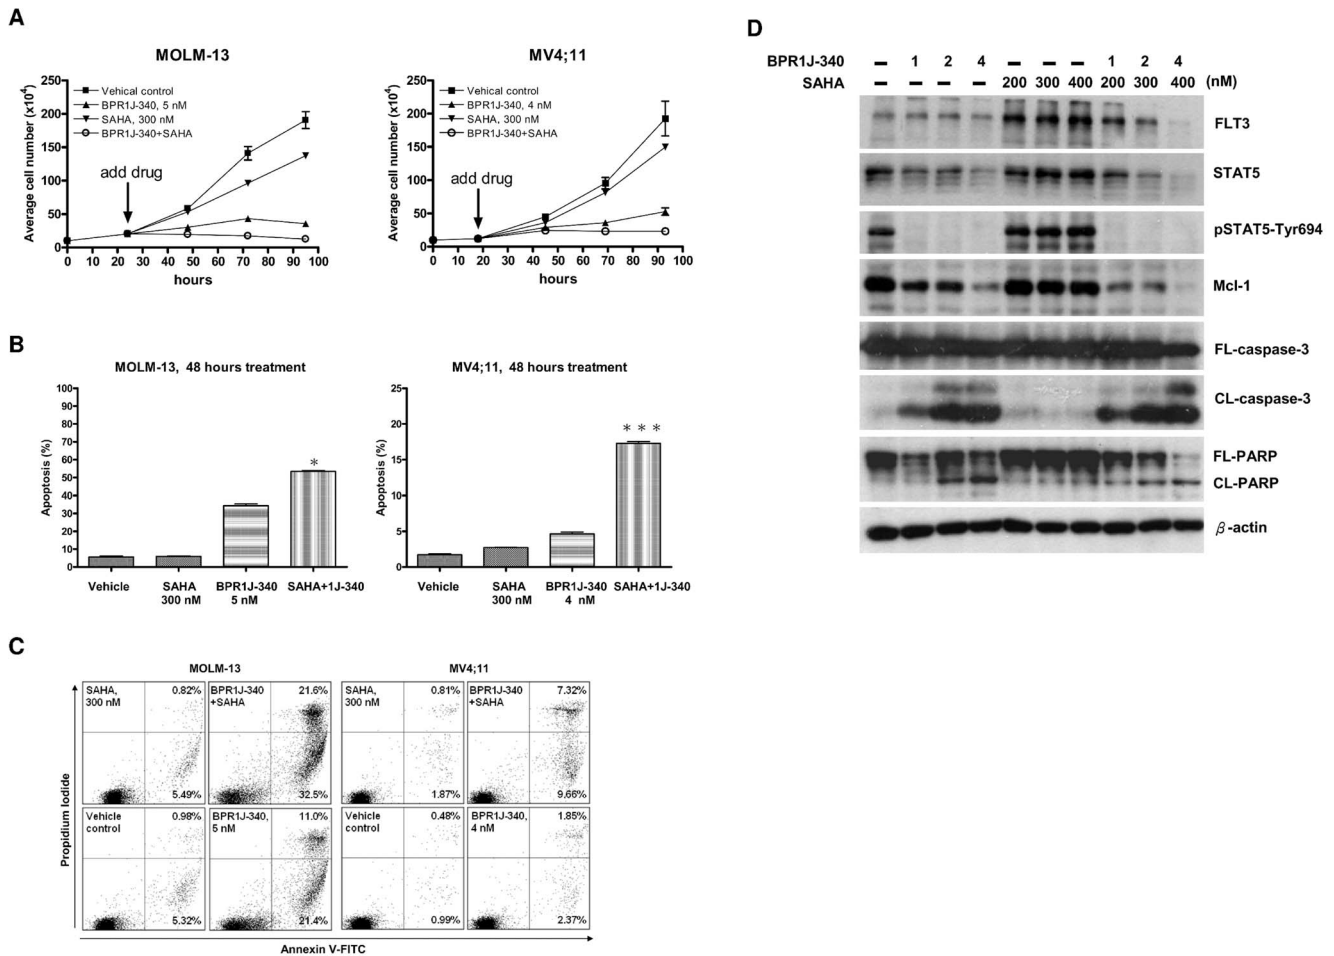 A
MOLM-13
Average cell number (x10⁴)
250
200
150
100
50
0
Vehical control
BPR1J-340, 5 nM
SAHA, 300 nM
BPR1J-340+SAHA
add drug
0 10 20 30 40 50 60 70 80 90 100
hours
MV4;11
Average cell number (x10⁴)
250
200
150
100
50
0
Vehical control
BPR1J-340, 4 nM
SAHA, 300 nM
BPR1J-340+SAHA
add drug
0 10 20 30 40 50 60 70 80 90 100
hours
B
MOLM-13, 48 hours treatment
Apoptosis (%)
100
90
80
70
60
50
40
30
20
10
0
*
Vehicle SAHA BPR1J-340 SAHA+1J-340
300 nM 5 nM
MV4;11, 48 hours treatment
Apoptosis (%)
25
20
15
10
5
0
* * *
Vehicle SAHA BPR1J-340 SAHA+1J-340
300 nM 4 nM
C
MOLM-13 MV4;11
Propidium Iodide
SAHA, 0.82% BPR1J-340 21.6% SAHA, 0.81% BPR1J-340 7.32%
300 nM +SAHA 300 nM +SAHA
5.49% 32.5% 1.87% 9.66%
Vehicle 0.98% BPR1J-340, 11.0% Vehicle 0.48% BPR1J-340, 1.85%
control 5 nM control 4 nM
5.32% 21.4% 0.99% 2.37%
Annexin V-FITC
D
BPR1J-340 – 1 2 4 – – – 1 2 4
SAHA – – – – 200 300 400 200 300 400 (nM)
FLT3
STAT5
pSTAT5-Tyr694
Mcl-1
FL-caspase-3
CL-caspase-3
FL-PARP
CL-PARP
β-actin